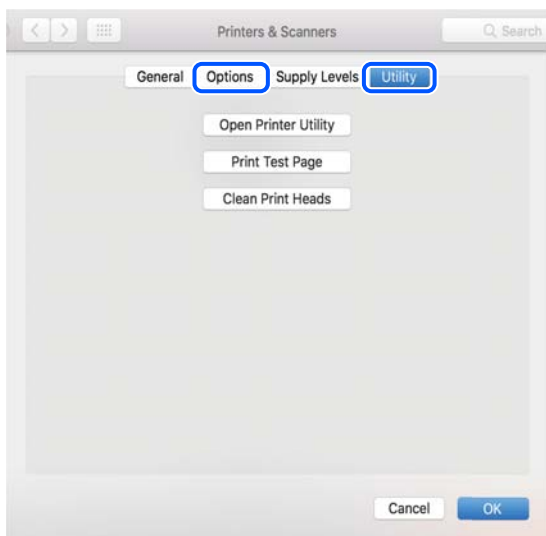 Printers & Scanners Search
General Options Supply Levels Utility
Open Printer Utility
Print Test Page
Clean Print Heads
Cancel OK